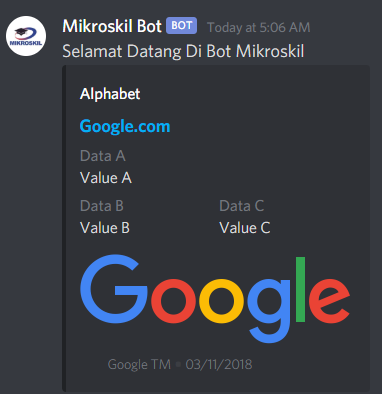 MIKROSKIL
Mikroskil Bot BOT Today at 5:06 AM
Selamat Datang Di Bot Mikroskil
Alphabet
Google.com
Data A
Value A
Data B Data C
Value B Value C
Google
Google TM • 03/11/2018